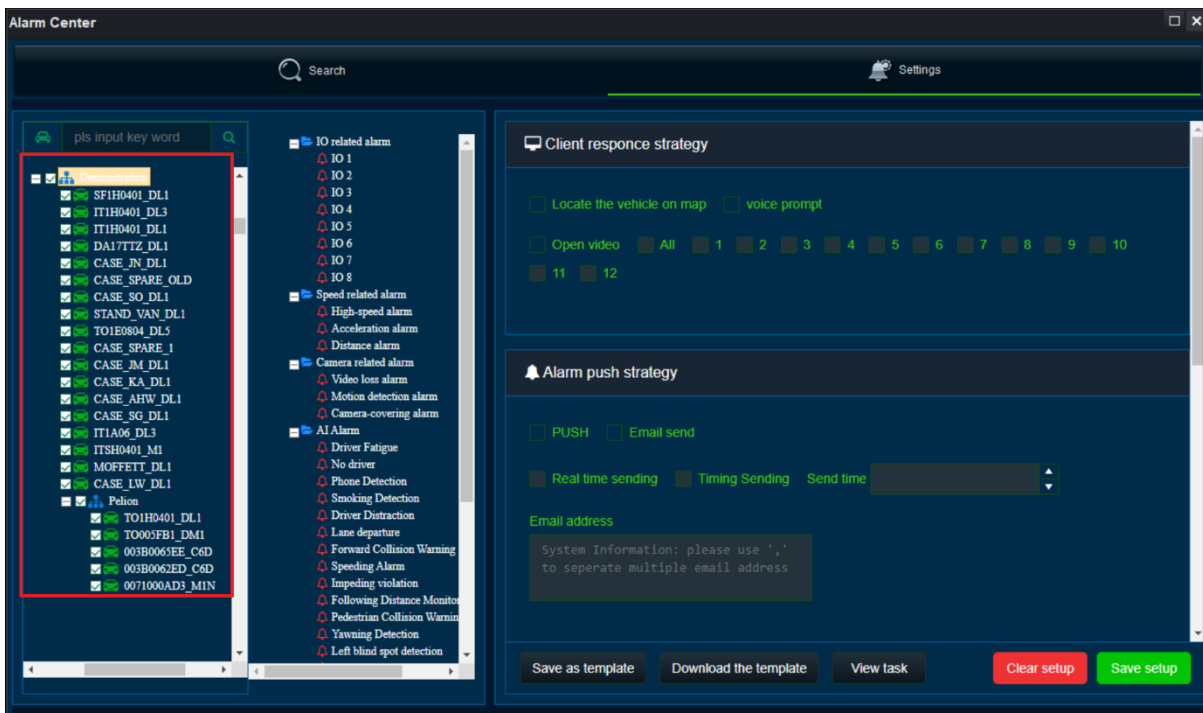 Alarm Center
Search
Settings
pls input key word
Demonstration
SF1H0401_DL1
IT1H0401_DL3
IT1H0401_DL1
DA17TTZ_DL1
CASE_JN_DL1
CASE_SPARE_OLD
CASE_SO_DL1
STAND_VAN_DL1
TO1E0804_DL5
CASE_SPARE_1
CASE_JM_DL1
CASE_KA_DL1
CASE_AHW_DL1
CASE_SG_DL1
IT1A06_DL3
ITSH0401_M1
MOFFETT_DL1
CASE_LW_DL1
Pelion
TO1H0401_DL1
TO005FB1_DM1
003B0065EE_C6D
003B0062ED_C6D
0071000AD3_M1N
IO related alarm
IO 1
IO 2
IO 3
IO 4
IO 5
IO 6
IO 7
IO 8
Speed related alarm
High-speed alarm
Acceleration alarm
Distance alarm
Camera related alarm
Video loss alarm
Motion detection alarm
Camera-covering alarm
AI Alarm
Driver Fatigue
No driver
Phone Detection
Smoking Detection
Driver Distraction
Lane departure
Forward Collision Warning
Speeding Alarm
Impeding violation
Following Distance Monitor
Pedestrian Collision Warnin
Yawning Detection
Left blind spot detection
Client responce strategy
Locate the vehicle on map voice prompt
Open video All 1 2 3 4 5 6 7 8 9 10
11 12
Alarm push strategy
PUSH Email send
Real time sending Timing Sending Send time
Email address
System Information: please use ','
to seperate multiple email address
Save as template Download the template View task Clear setup Save setup